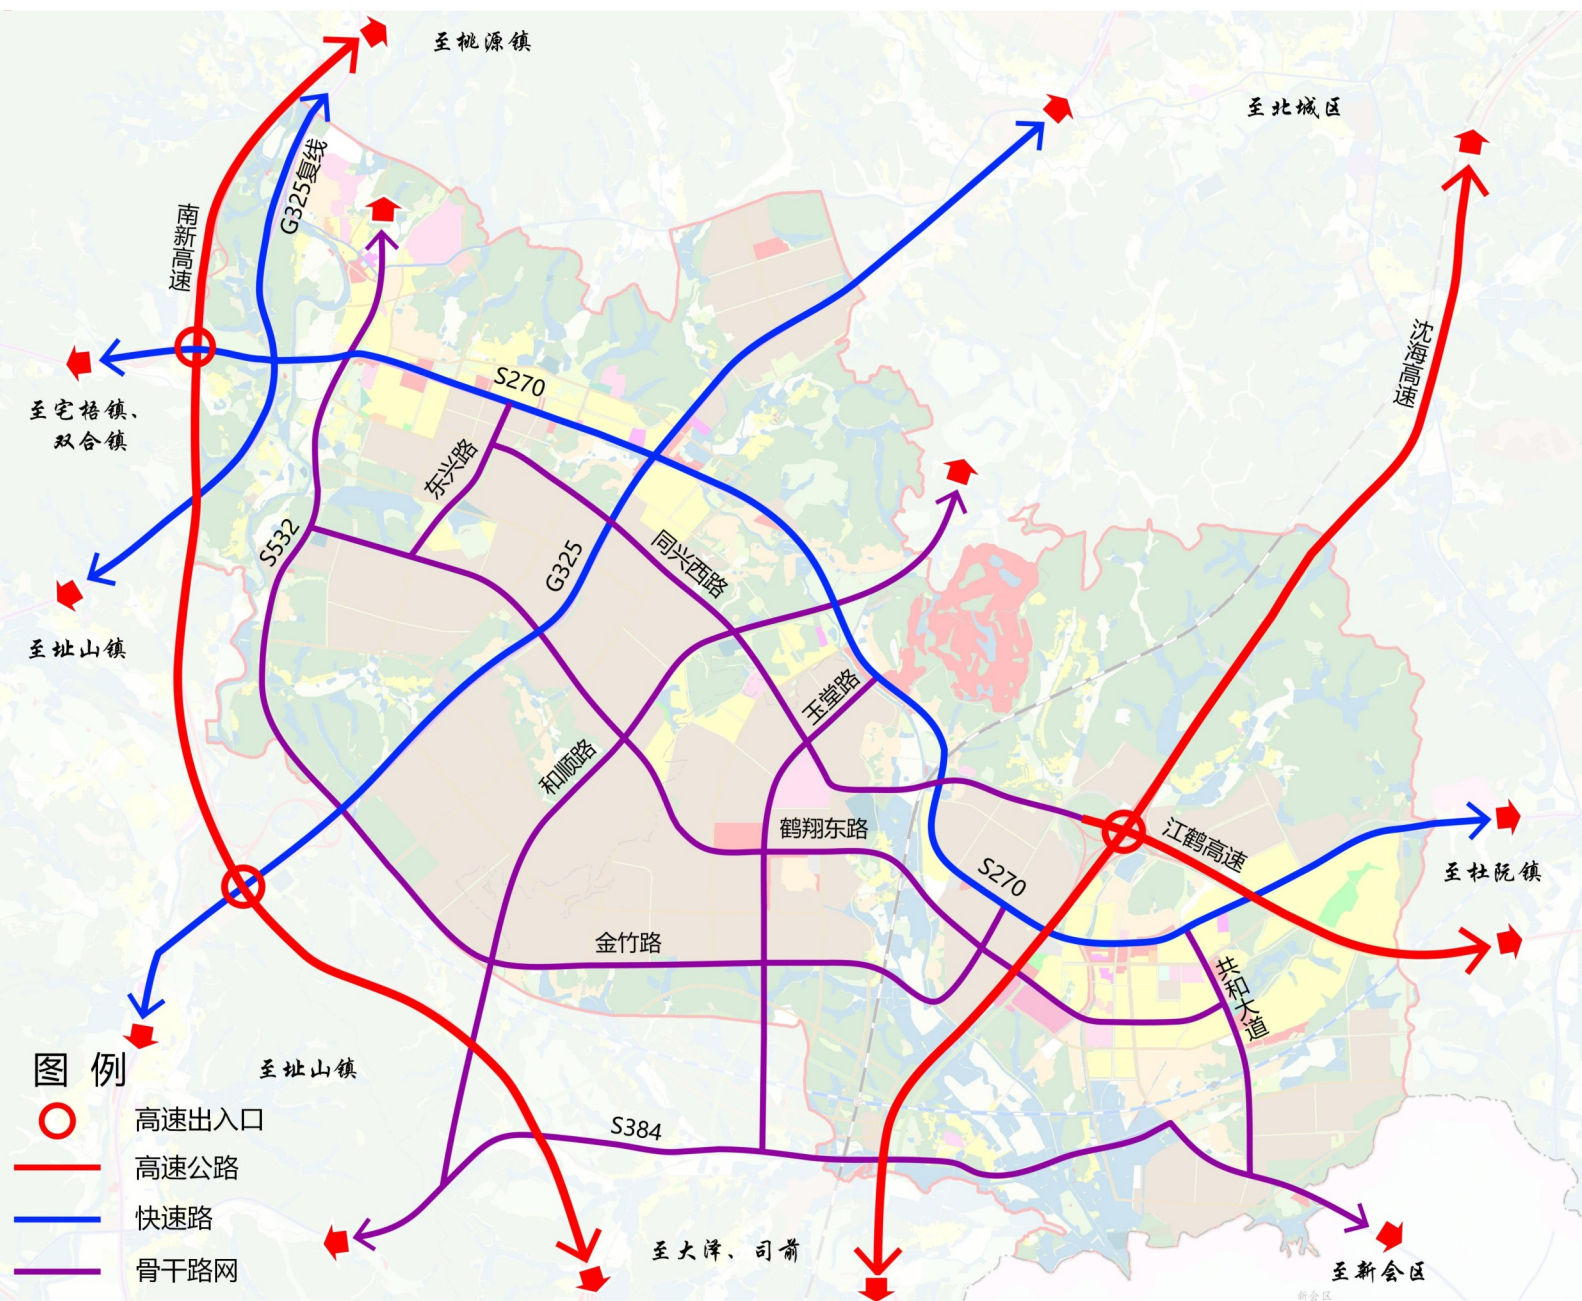 至桃源镇
至北城区
G325复线
南新高速
沈海高速
S270
至宅梧镇、
双合镇
东兴路
S532
G325
同兴西路
至址山镇
玉堂路
和顺路
鹤翔东路
江鹤高速
S270
至杜阮镇
金竹路
共和大道
图 例
至址山镇
高速出入口
S384
高速公路
快速路
至大泽、司前
骨干路网
至新会区
新会区